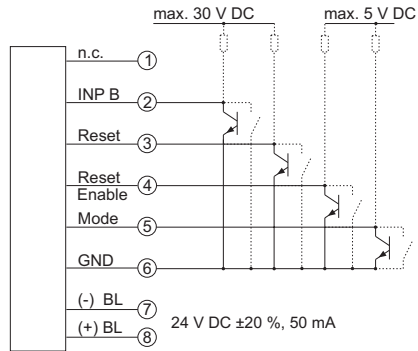 max. 30 V DC
max. 5 V DC
n.c. 1
INP B 2
Reset 3
Reset
Enable 4
Mode 5
GND 6
(-) BL 7
24 V DC ±20 %, 50 mA
(+) BL 8